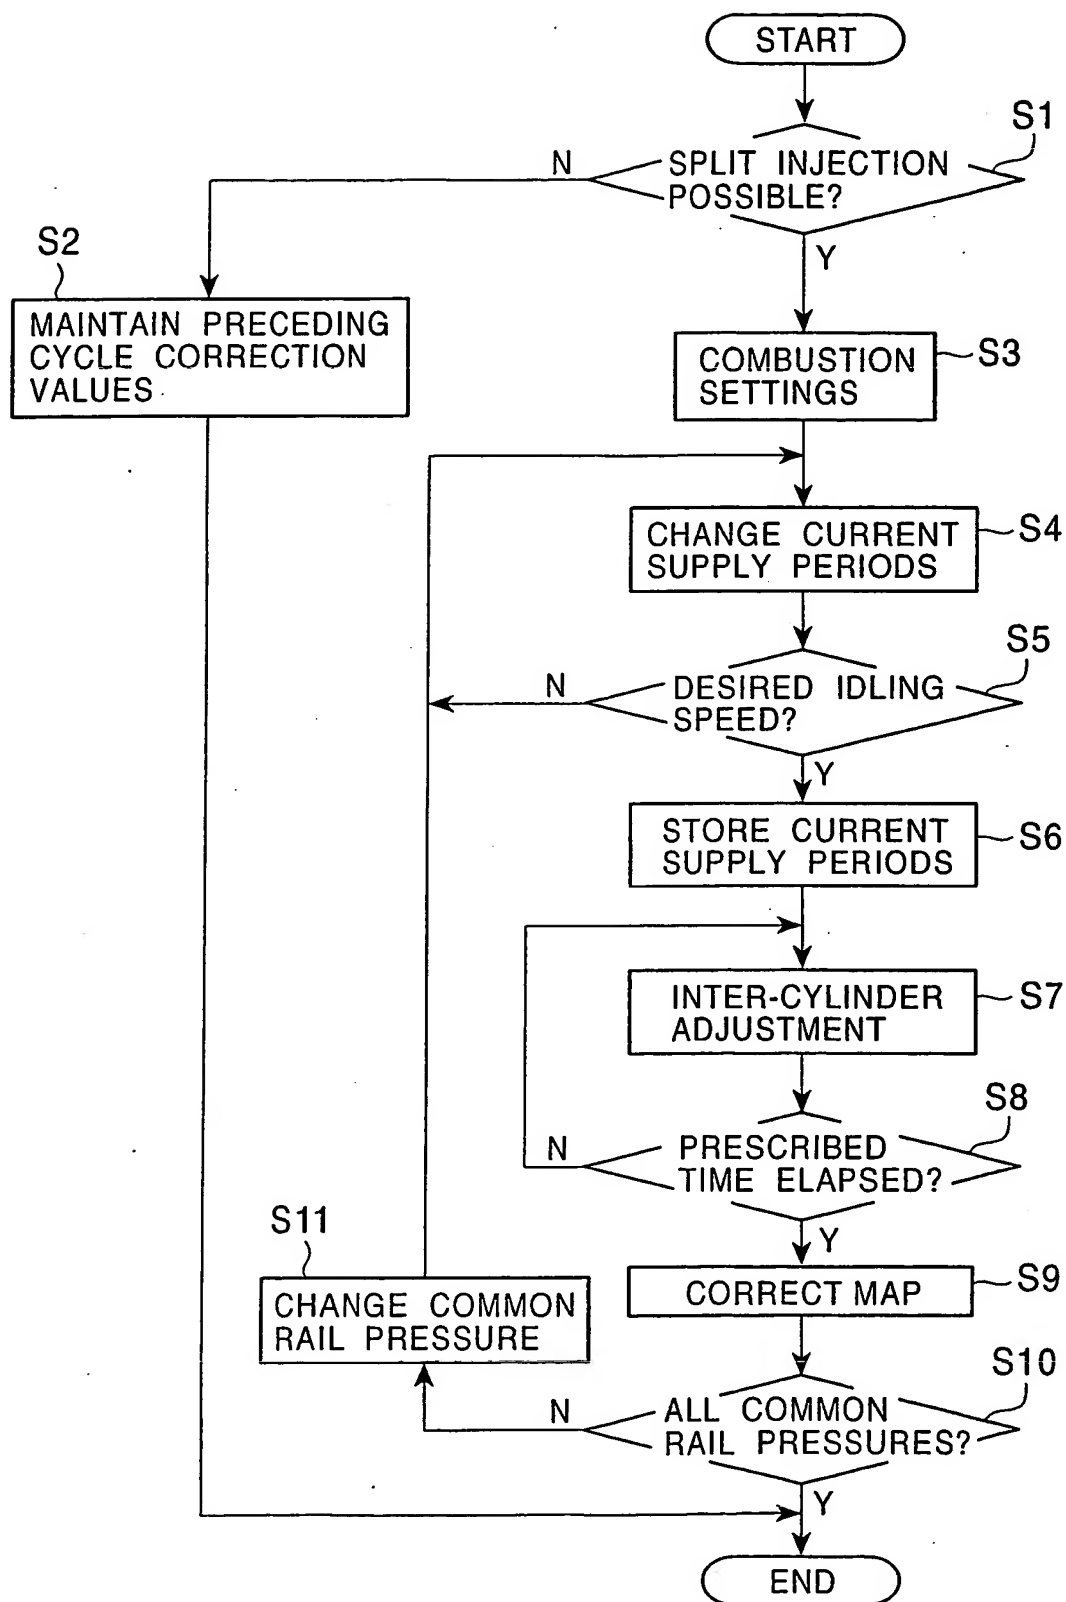 START
S1
N
SPLIT INJECTION
POSSIBLE?
Y
S2
MAINTAIN PRECEDING
CYCLE CORRECTION
VALUES
COMBUSTION
SETTINGS
S3
CHANGE CURRENT
SUPPLY PERIODS
S4
S5
N
DESIRED IDLING
SPEED?
Y
STORE CURRENT
SUPPLY PERIODS
S6
INTER-CYLINDER
ADJUSTMENT
S7
S8
N
PRESCRIBED
TIME ELAPSED?
Y
S11
CHANGE COMMON
RAIL PRESSURE
CORRECT MAP
S9
S10
N
ALL COMMON
RAIL PRESSURES?
Y
END